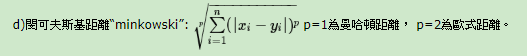 d)閔可夫斯基距離“minkowski”: $\sqrt[p]{\sum_{i=1}^{n}(|x_i-y_i|)^p}$ p=1為曼哈頓距離， p=2為歐式距離。